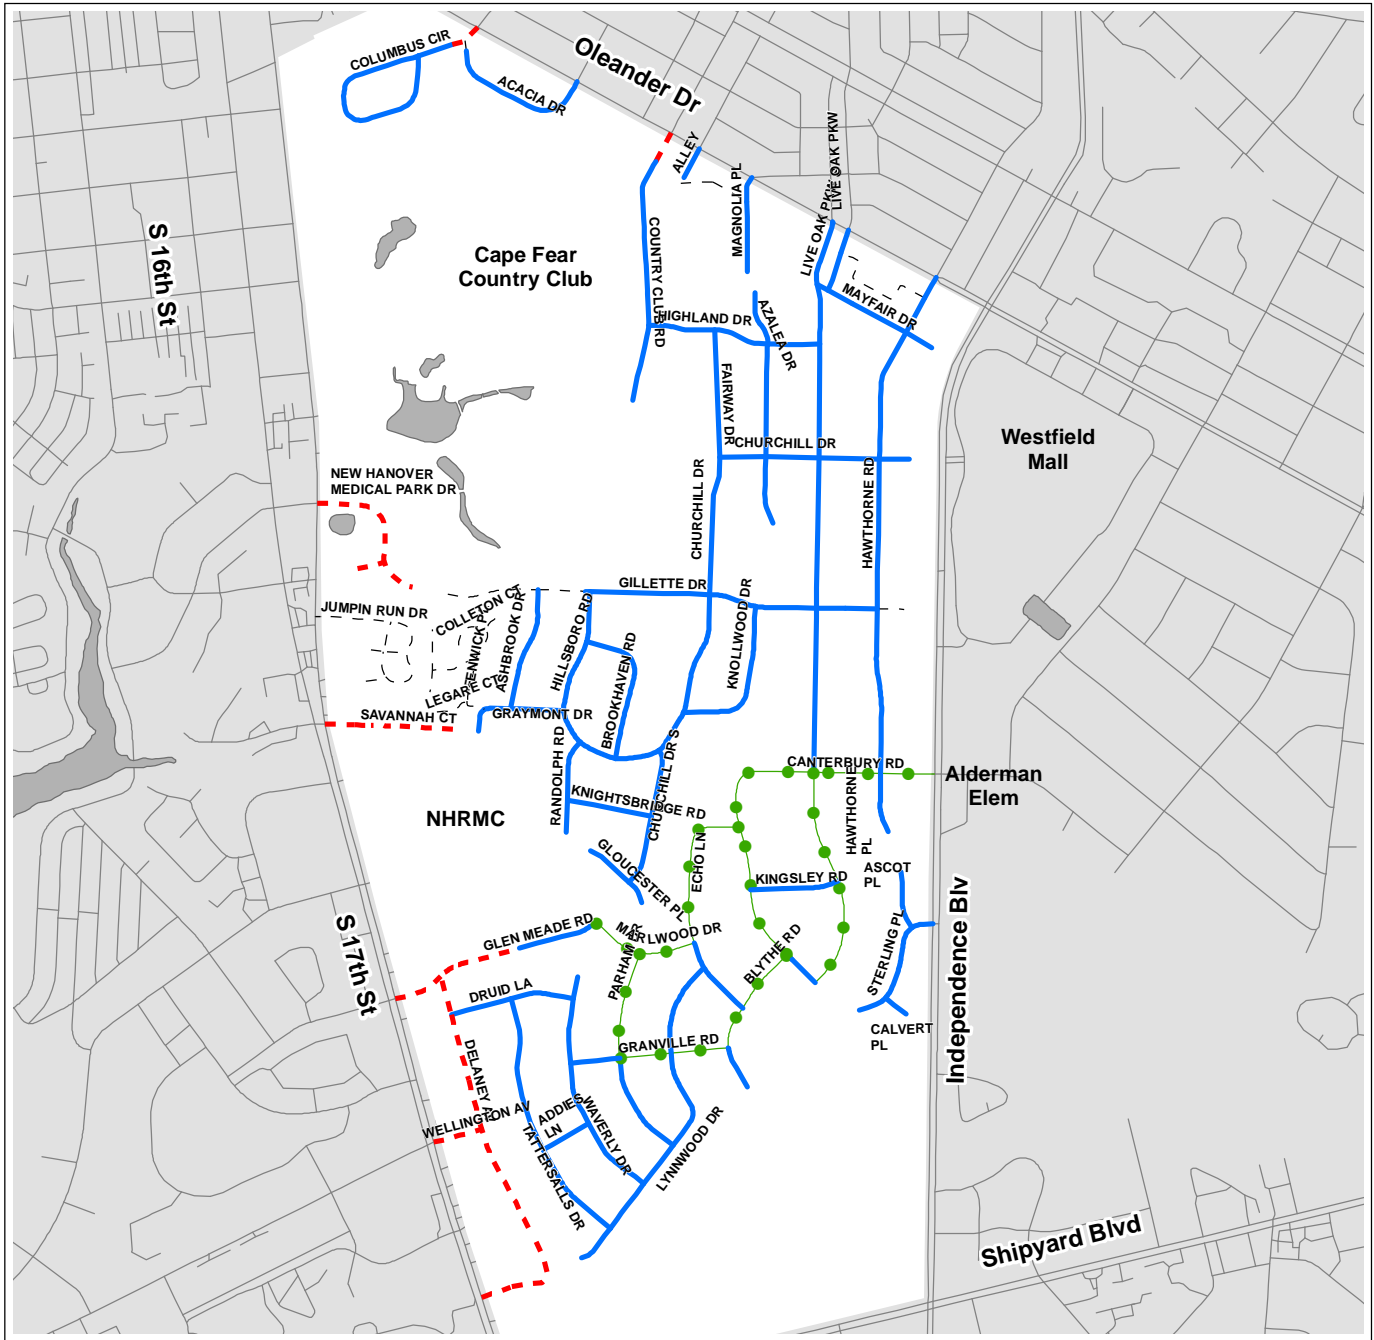 COLUMBUS CIR
Oleander Dr
ACACIA DR
ALLEY
LIVE OAK PKW
MAGNOLIA PL
LIVE OAK PKW
S 16th St
Cape Fear
Country Club
COUNTRY CLUB RD
MAYFAIR DR
HIGHLAND DR
AZALEA DR
FAIRWAY DR
CHURCHILL DR
Westfield
Mall
NEW HANOVER
MEDICAL PARK DR
CHURCHILL DR
HAWTHORNE RD
GILLETTE DR
JUMPIN RUN DR
COLLETON CT
FENWICK PL
ASHBROOK DR
HILLSBORO RD
BROOKHAVEN RD
KNOLLWOOD DR
LEGARE CT
SAVANNAH CT
GRAYMONT DR
RANDOLPH RD
CHURCHILL DR S
CANTERBURY RD
Alderman
Elem
KNIGHTSBRIDGE RD
NHRMC
HAWTHORNE
PL
GLOUCESTER PL
ECHO LN
KINGSLEY RD
ASCOT
PL
S 17th St
GLEN MEADE RD
MARLWOOD DR
PARHAM DR
BLYTHE RD
STERLING PL
Independence Blv
DRUID LA
CALVERT
PL
GRANVILLE RD
DELANEY AV
WELLINGTON AV
ADDIES
LN
WAVERLY DR
TATTERSALLS DR
LYNNWOOD DR
Shipyard Blvd